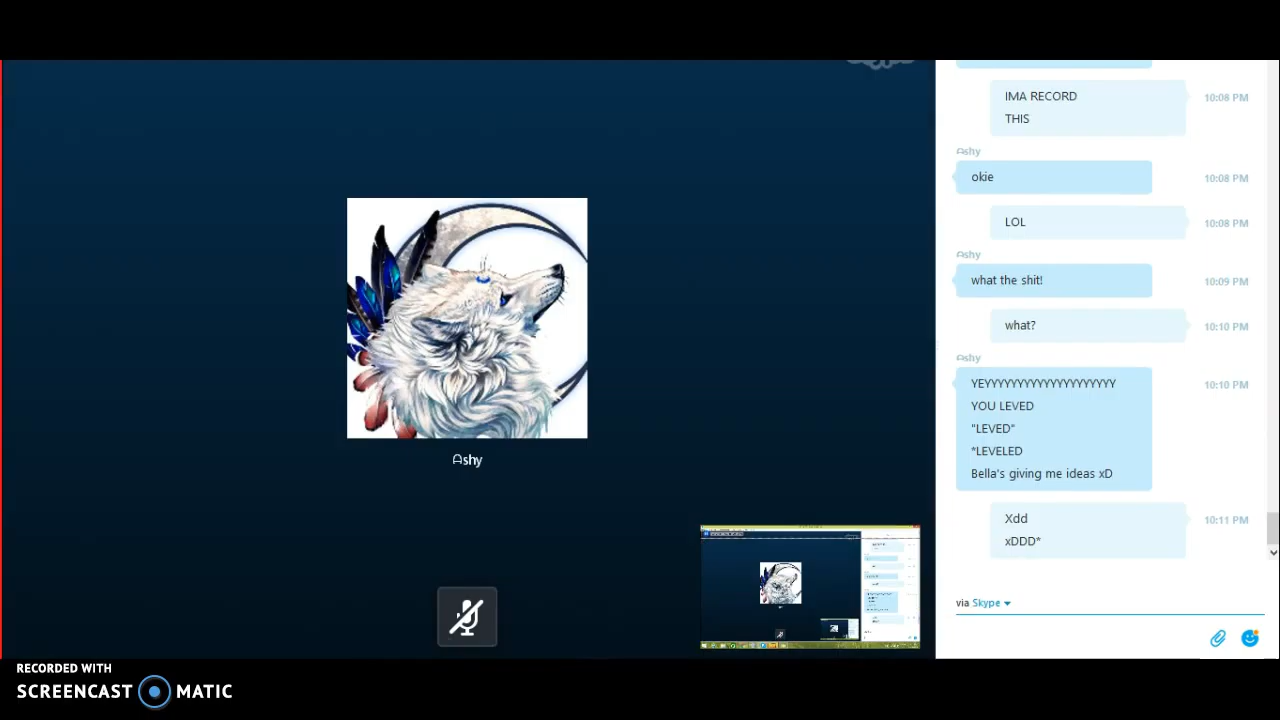 IMA RECORD
THIS
10:08 PM
Ashy
okie
10:08 PM
LOL
10:08 PM
Ashy
what the shit!
10:09 PM
what?
10:10 PM
Ashy
YEYYYYYYYYYYYYYYYYYYYY
10:10 PM
YOU LEVED
"LEVED"
*LEVELED
Bella's giving me ideas xD
Xdd
10:11 PM
xDDD*
via Skype
Ashy
RECORDED WITH
SCREENCAST MATIC